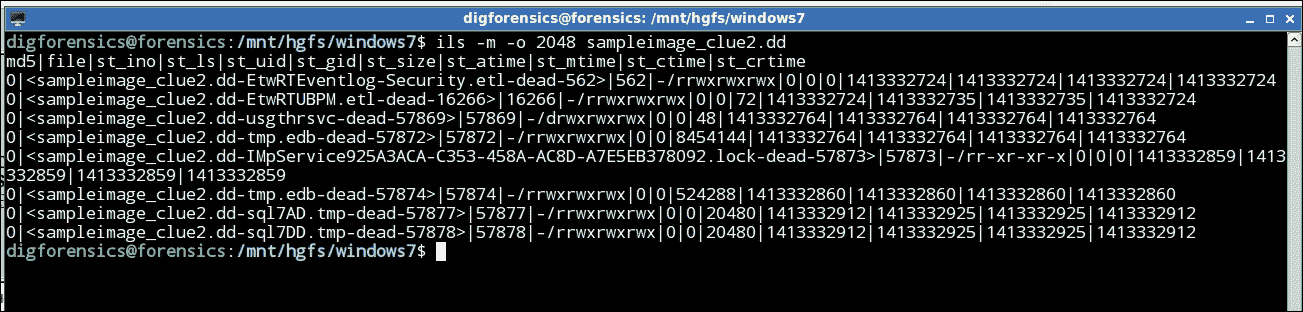 digforensics@forensics: /mnt/hgfs/windows7
digforensics@forensics:/mnt/hgfs/windows7$ ils -m -o 2048 sampleimage_clue2.dd
md5|file|st_ino|st_ls|st_uid|st_gid|st_size|st_atime|st_mtime|st_ctime|st_crtime
0|<sampleimage_clue2.dd-EtwRTEventlog-Security.etl-dead-562>|562|-/rrwxrwxrwx|0|0|0|1413332724|1413332724|1413332724|1413332724
0|<sampleimage_clue2.dd-EtwRTUBPM.etl-dead-16266>|16266|-/rrwxrwxrwx|0|0|72|1413332724|1413332735|1413332735|1413332724
0|<sampleimage_clue2.dd-usgthrsvc-dead-57869>|57869|-/drwxrwxrwx|0|0|48|1413332764|1413332764|1413332764|1413332764
0|<sampleimage_clue2.dd-tmp.edb-dead-57872>|57872|-/rrwxrwxrwx|0|0|8454144|1413332764|1413332764|1413332764|1413332764
0|<sampleimage_clue2.dd-IMpService925A3ACA-C353-458A-AC8D-A7E5EB378092.lock-dead-57873>|57873|-/rr-xr-xr-x|0|0|0|1413332859|1413
332859|1413332859|1413332859
0|<sampleimage_clue2.dd-tmp.edb-dead-57874>|57874|-/rrwxrwxrwx|0|0|524288|1413332860|1413332860|1413332860|1413332860
0|<sampleimage_clue2.dd-sql7AD.tmp-dead-57877>|57877|-/rrwxrwxrwx|0|0|20480|1413332912|1413332925|1413332925|1413332912
0|<sampleimage_clue2.dd-sql7DD.tmp-dead-57878>|57878|-/rrwxrwxrwx|0|0|20480|1413332912|1413332925|1413332925|1413332912
digforensics@forensics:/mnt/hgfs/windows7$